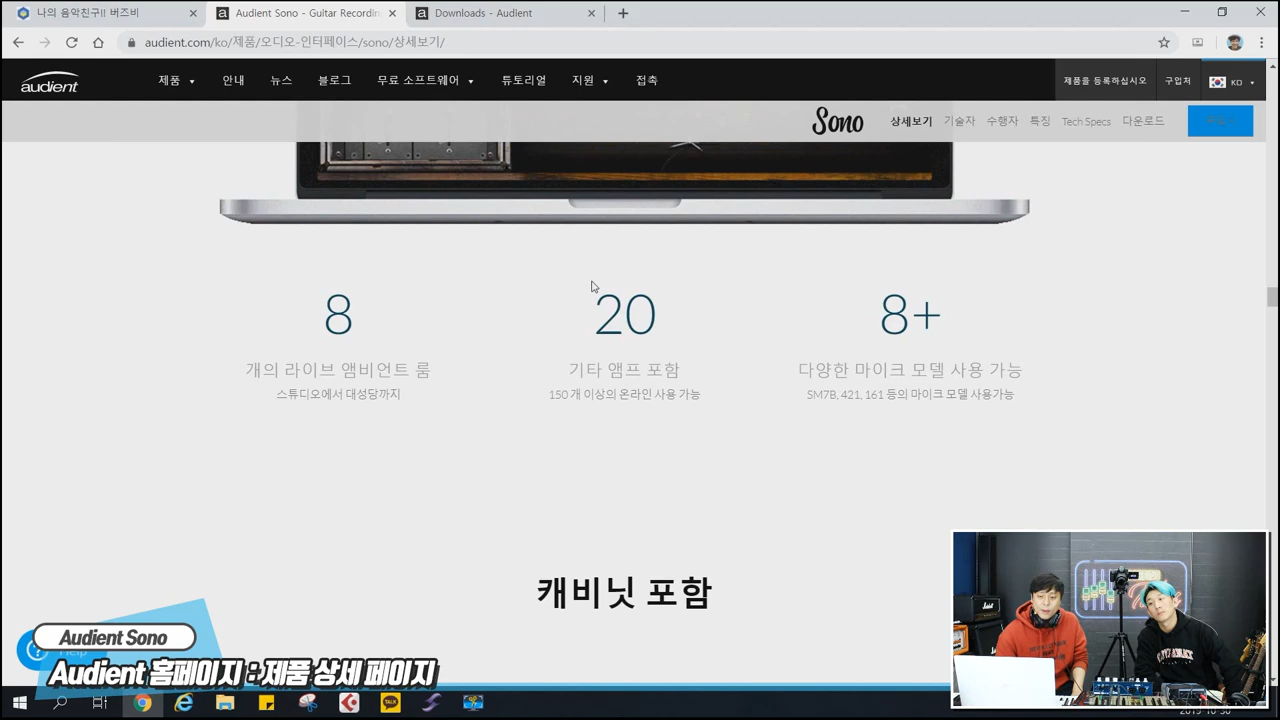 나의 음악친구!! 버즈비
Audient Sono - Guitar Recordin
Downloads - Audient
audient.com/ko/제품/오디오-인터페이스/sono/상세보기/
audient
제품
안내
뉴스
블로그
무료 소프트웨어
튜토리얼
지원
접촉
제품을 등록하십시오
구입처
KO
Sono
상세보기
기술자
수행자
특징
Tech Specs
다운로드
8
개의 라이브 앰비언트 룸
스튜디오에서 대성당까지
20
기타 앰프 포함
150 개 이상의 온라인 사용 가능
8+
다양한 마이크 모델 사용 가능
SM7B, 421, 161 등의 마이크 모델 사용가능
캐비닛 포함
Audient Sono
Help
Audient 홈페이지 : 제품 상세 페이지
TALK
2019-10-30